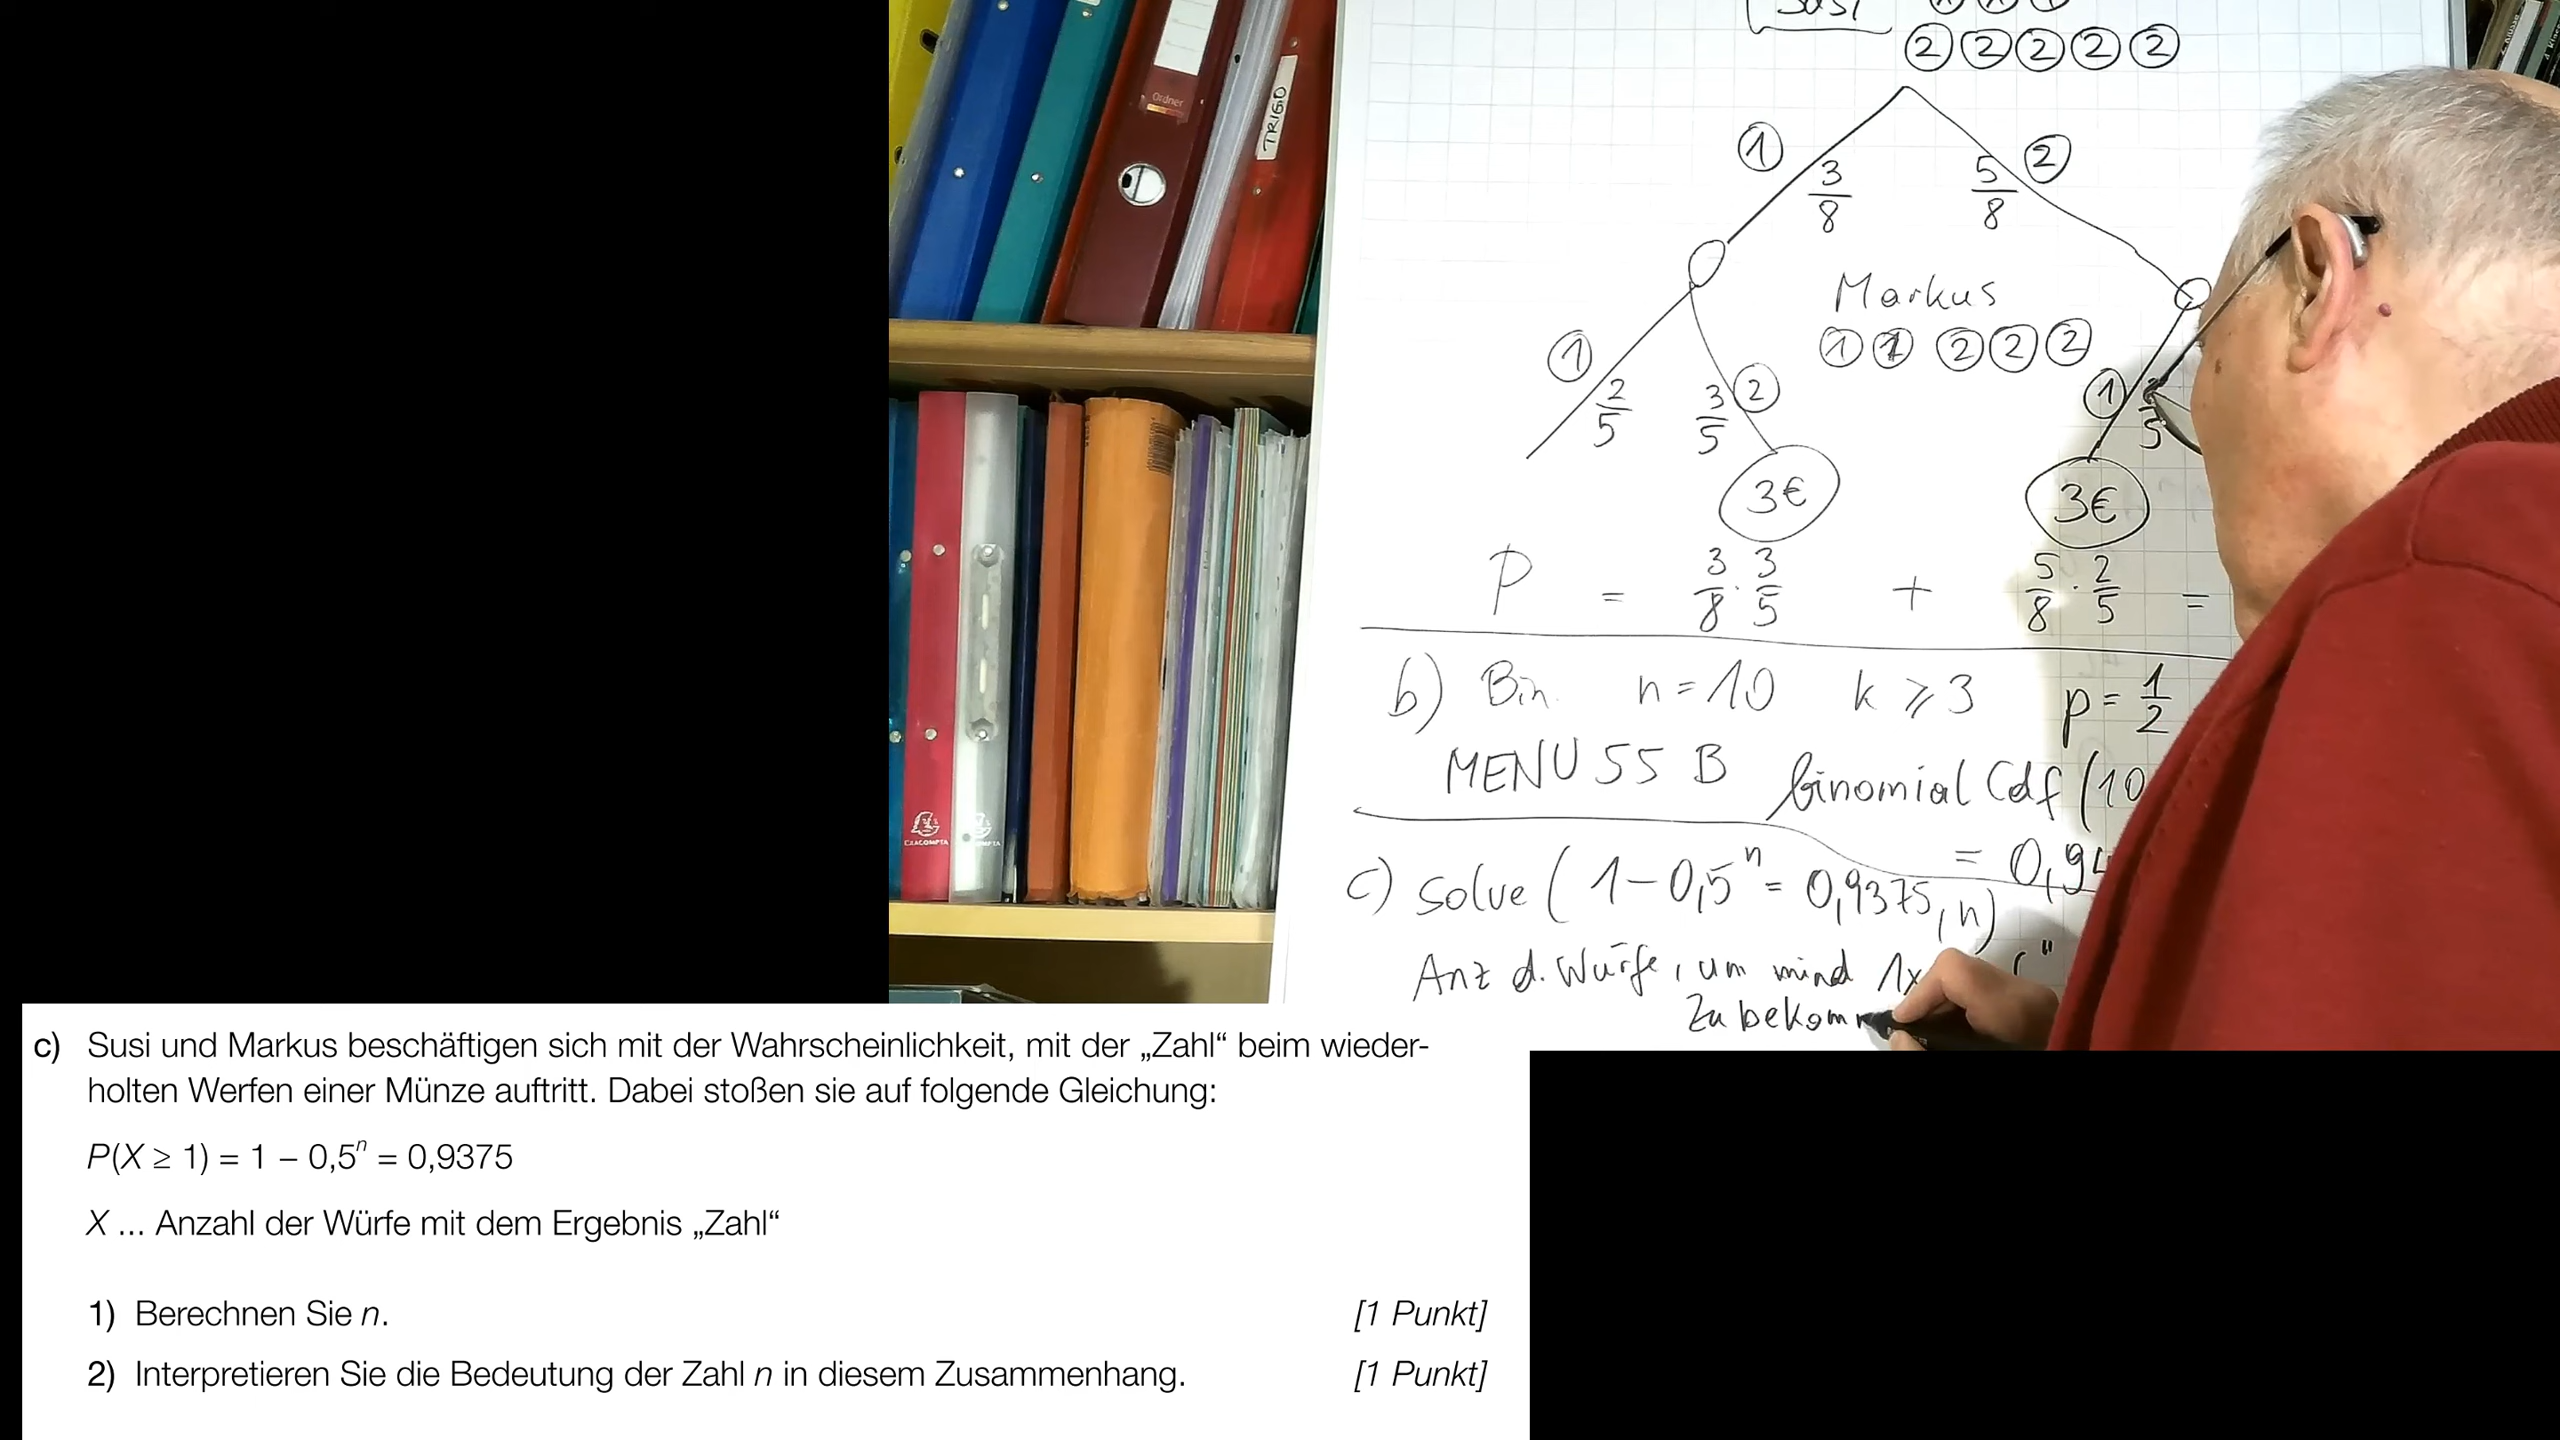 Susi
② ② ② ② ②
① 3/8 5/8 ②
Markus
① ① ② ② ②
① 2/5 3/5 ② ① 5
3€ 3€
P = 3/8 · 3/5 + 5/8 · 2/5 =
b) Bin. n = 10 k ⩾ 3 p = 1/2
MENU 5 5 B binomial Cdf (10
= 0,94
c) solve ( 1 – 0,5ⁿ = 0,9375, n)
Anz d. Würfe, um mind 1x "
zu bekomm
Ordner
TRIGO
EXACOMPTA
c) Susi und Markus beschäftigen sich mit der Wahrscheinlichkeit, mit der „Zahl“ beim wieder-
holten Werfen einer Münze auftritt. Dabei stoßen sie auf folgende Gleichung:
P(X ≥ 1) = 1 – 0,5ⁿ = 0,9375
X ... Anzahl der Würfe mit dem Ergebnis „Zahl“
1) Berechnen Sie n. [1 Punkt]
2) Interpretieren Sie die Bedeutung der Zahl n in diesem Zusammenhang. [1 Punkt]